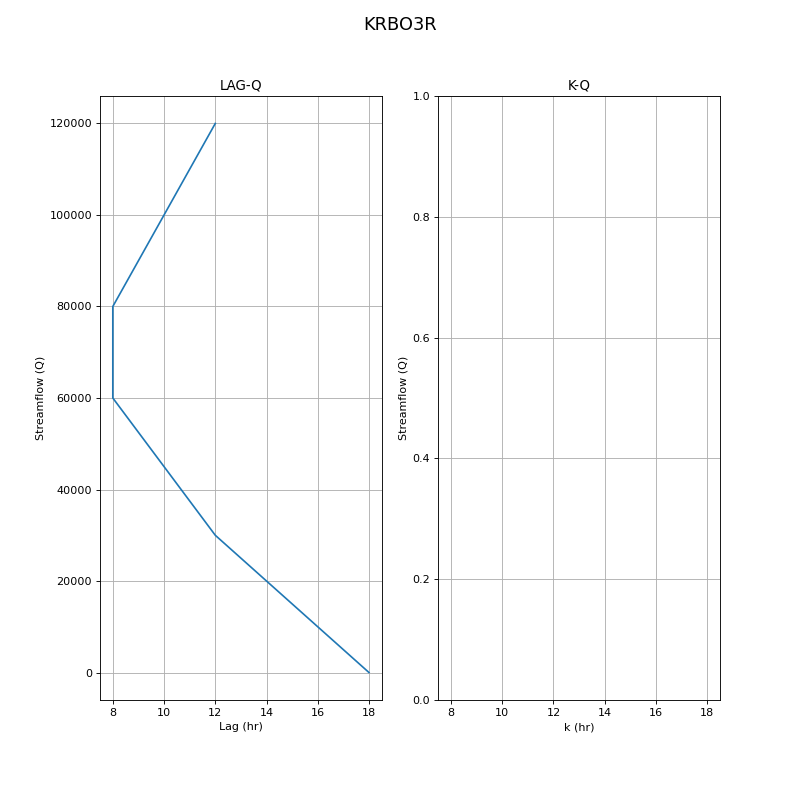 KRBO3R
LAG-Q
K-Q
120000
100000
80000
60000
40000
20000
0
Streamflow (Q)
8 10 12 14 16 18
Lag (hr)
1.0
0.8
0.6
0.4
0.2
0.0
Streamflow (Q)
8 10 12 14 16 18
k (hr)